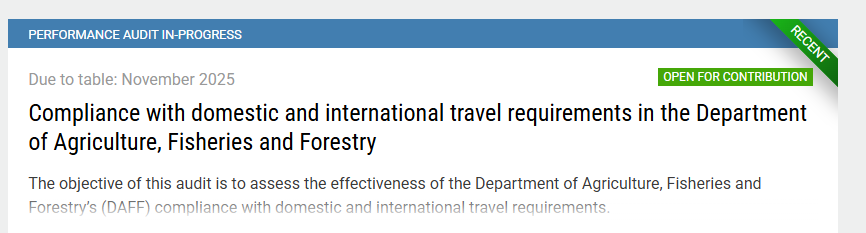 PERFORMANCE AUDIT IN-PROGRESS
RECENT
Due to table: November 2025
OPEN FOR CONTRIBUTION
Compliance with domestic and international travel requirements in the Department
of Agriculture, Fisheries and Forestry
The objective of this audit is to assess the effectiveness of the Department of Agriculture, Fisheries and
Forestry's (DAFF) compliance with domestic and international travel requirements.